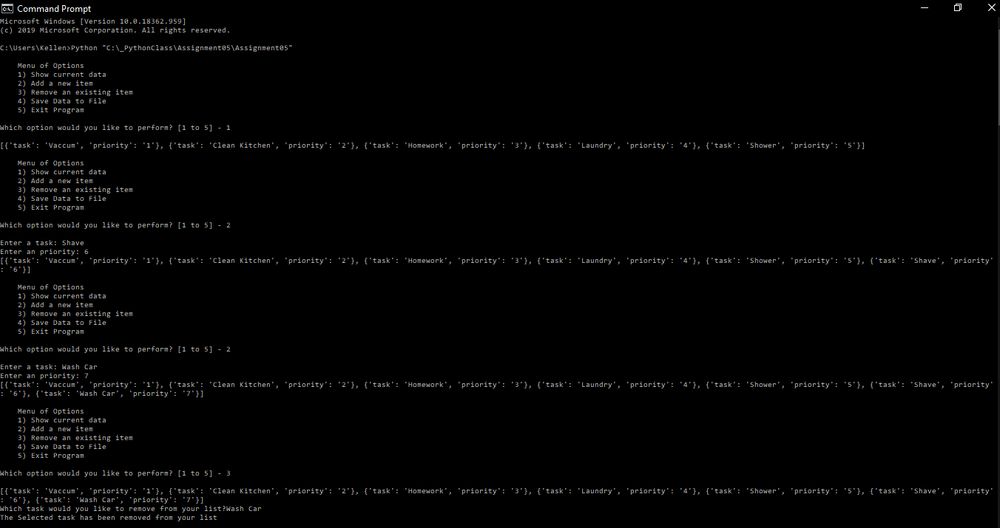 Command Prompt
Microsoft Windows [Version 10.0.18362.959]
(c) 2019 Microsoft Corporation. All rights reserved.
C:\Users\Kellen>Python "C:\_PythonClass\Assignment05\Assignment05"
Menu of Options
1) Show current data
2) Add a new item
3) Remove an existing item
4) Save Data to File
5) Exit Program
Which option would you like to perform? [1 to 5] - 1
[{'task': 'Vaccum', 'priority': '1'}, {'task': 'Clean Kitchen', 'priority': '2'}, {'task': 'Homework', 'priority': '3'}, {'task': 'Laundry', 'priority': '4'}, {'task': 'Shower', 'priority': '5'}]
Menu of Options
1) Show current data
2) Add a new item
3) Remove an existing item
4) Save Data to File
5) Exit Program
Which option would you like to perform? [1 to 5] - 2
Enter a task: Shave
Enter an priority: 6
[{'task': 'Vaccum', 'priority': '1'}, {'task': 'Clean Kitchen', 'priority': '2'}, {'task': 'Homework', 'priority': '3'}, {'task': 'Laundry', 'priority': '4'}, {'task': 'Shower', 'priority': '5'}, {'task': 'Shave', 'priority'
: '6'}]
Menu of Options
1) Show current data
2) Add a new item
3) Remove an existing item
4) Save Data to File
5) Exit Program
Which option would you like to perform? [1 to 5] - 2
Enter a task: Wash Car
Enter an priority: 7
[{'task': 'Vaccum', 'priority': '1'}, {'task': 'Clean Kitchen', 'priority': '2'}, {'task': 'Homework', 'priority': '3'}, {'task': 'Laundry', 'priority': '4'}, {'task': 'Shower', 'priority': '5'}, {'task': 'Shave', 'priority'
: '6'}, {'task': 'Wash Car', 'priority': '7'}]
Menu of Options
1) Show current data
2) Add a new item
3) Remove an existing item
4) Save Data to File
5) Exit Program
Which option would you like to perform? [1 to 5] - 3
[{'task': 'Vaccum', 'priority': '1'}, {'task': 'Clean Kitchen', 'priority': '2'}, {'task': 'Homework', 'priority': '3'}, {'task': 'Laundry', 'priority': '4'}, {'task': 'Shower', 'priority': '5'}, {'task': 'Shave', 'priority'
: '6'}, {'task': 'Wash Car', 'priority': '7'}]
Which task would you like to remove from your list?Wash Car
The Selected task has been removed from your list